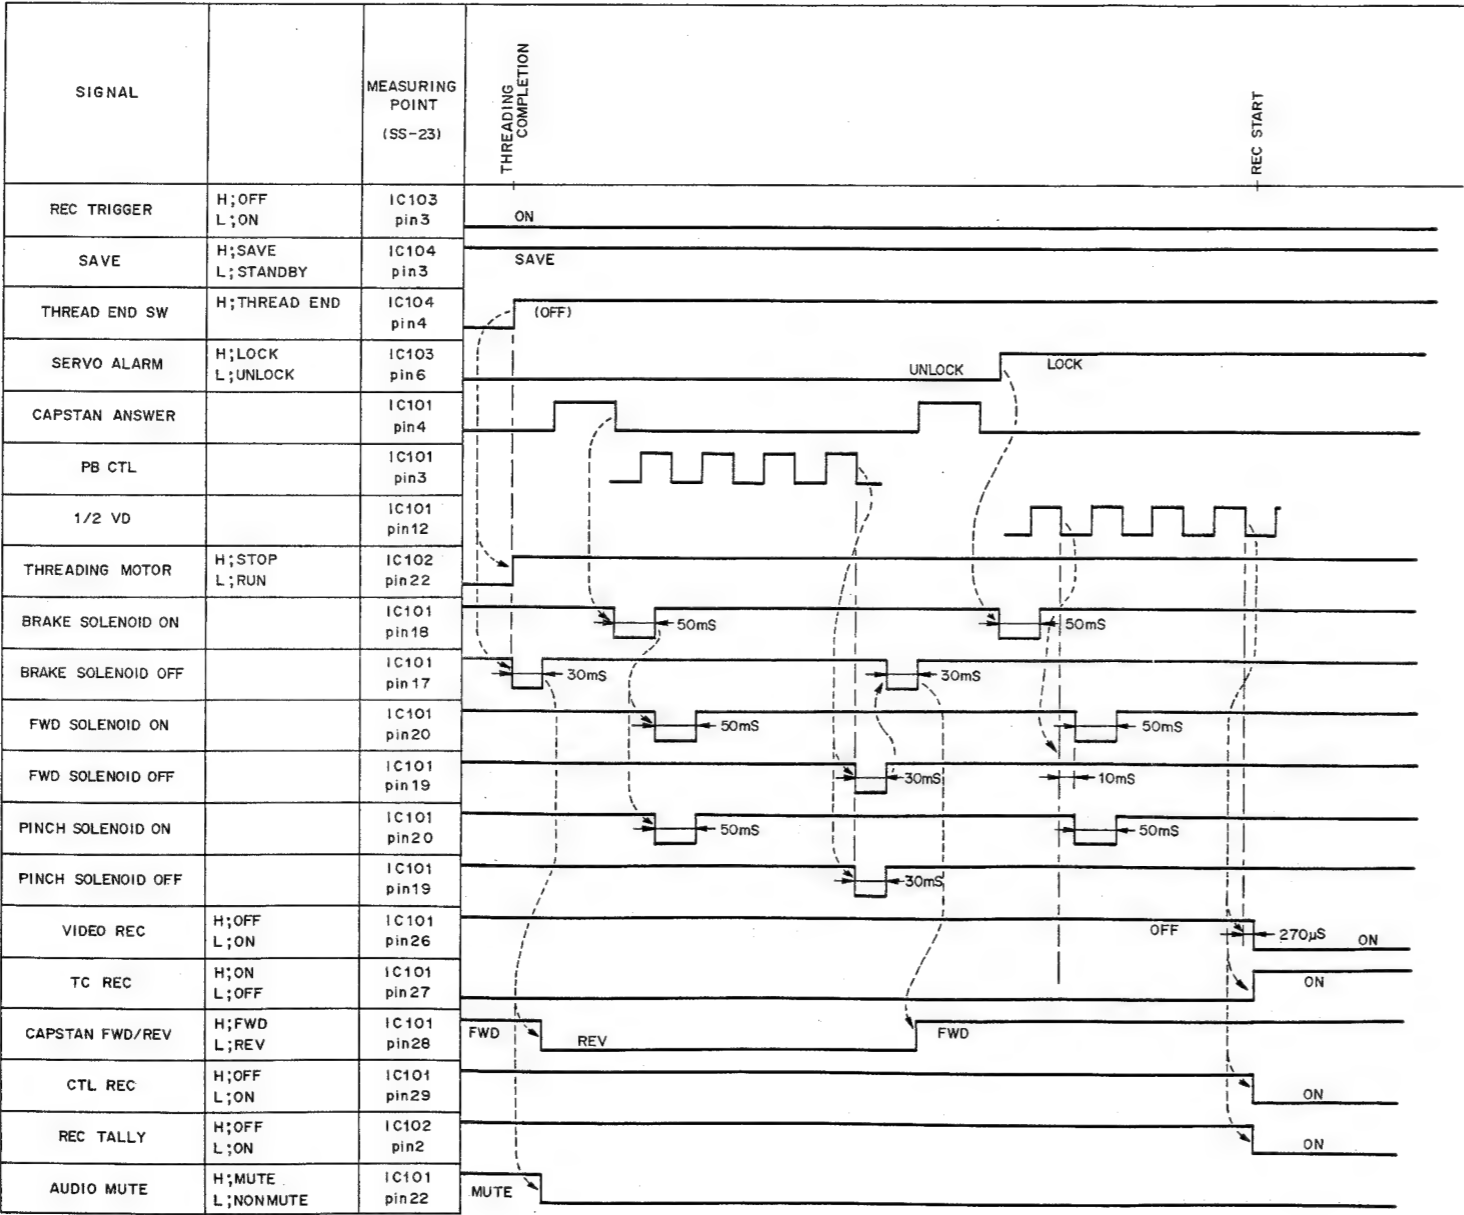 SIGNAL
MEASURING
POINT
(SS-23)
THREADING
COMPLETION
REC START
REC TRIGGER
H;OFF
L;ON
IC103
pin3
ON
SAVE
H;SAVE
L;STANDBY
IC104
pin3
SAVE
THREAD END SW
H;THREAD END
IC104
pin4
(OFF)
SERVO ALARM
H;LOCK
L;UNLOCK
IC103
pin6
UNLOCK
LOCK
CAPSTAN ANSWER
IC101
pin4
PB CTL
IC101
pin3
1/2 VD
IC101
pin12
THREADING MOTOR
H;STOP
L;RUN
IC102
pin22
BRAKE SOLENOID ON
IC101
pin18
50mS
50mS
BRAKE SOLENOID OFF
IC101
pin17
30mS
30mS
FWD SOLENOID ON
IC101
pin20
50mS
50mS
FWD SOLENOID OFF
IC101
pin19
30mS
10mS
PINCH SOLENOID ON
IC101
pin20
50mS
50mS
PINCH SOLENOID OFF
IC101
pin19
30mS
VIDEO REC
H;OFF
L;ON
IC101
pin26
OFF
270µS
ON
TC REC
H;ON
L;OFF
IC101
pin27
ON
CAPSTAN FWD/REV
H;FWD
L;REV
IC101
pin28
FWD
REV
FWD
CTL REC
H;OFF
L;ON
IC101
pin29
ON
REC TALLY
H;OFF
L;ON
IC102
pin2
ON
AUDIO MUTE
H;MUTE
L;NONMUTE
IC101
pin22
MUTE